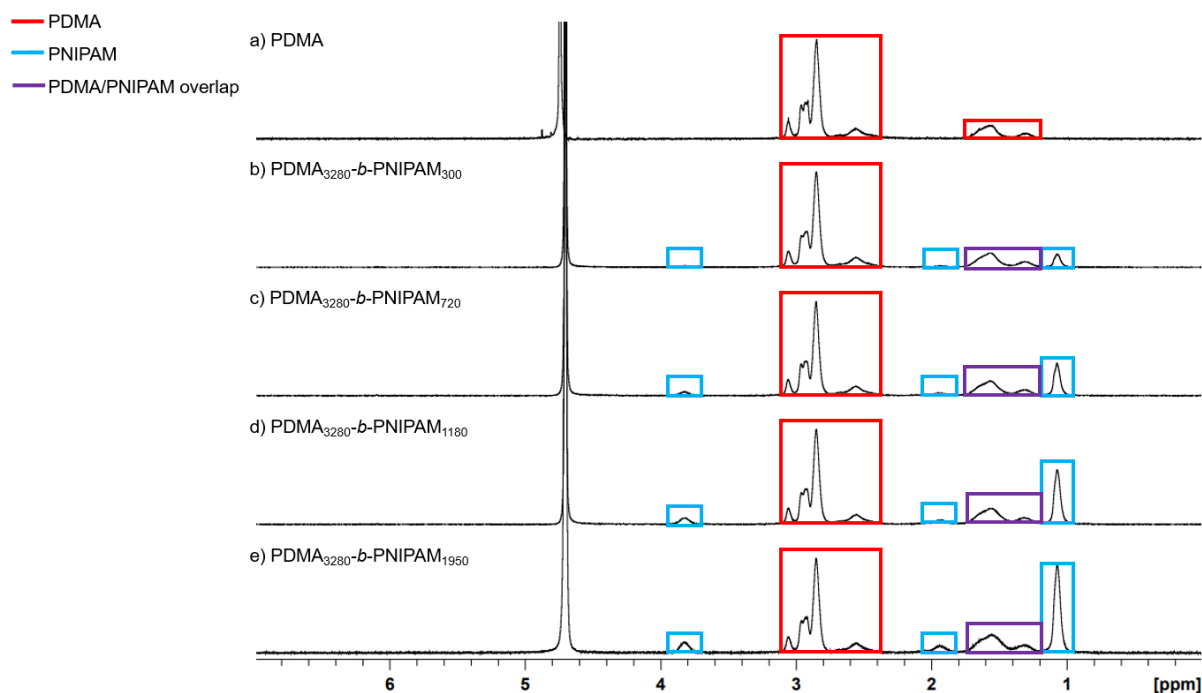 PDMA
PNIPAM
PDMA/PNIPAM overlap
a) PDMA
b) PDMA₃₂₈₀-b-PNIPAM₃₀₀
c) PDMA₃₂₈₀-b-PNIPAM₇₂₀
d) PDMA₃₂₈₀-b-PNIPAM₁₁₈₀
e) PDMA₃₂₈₀-b-PNIPAM₁₉₅₀
6 5 4 3 2 1 [ppm]